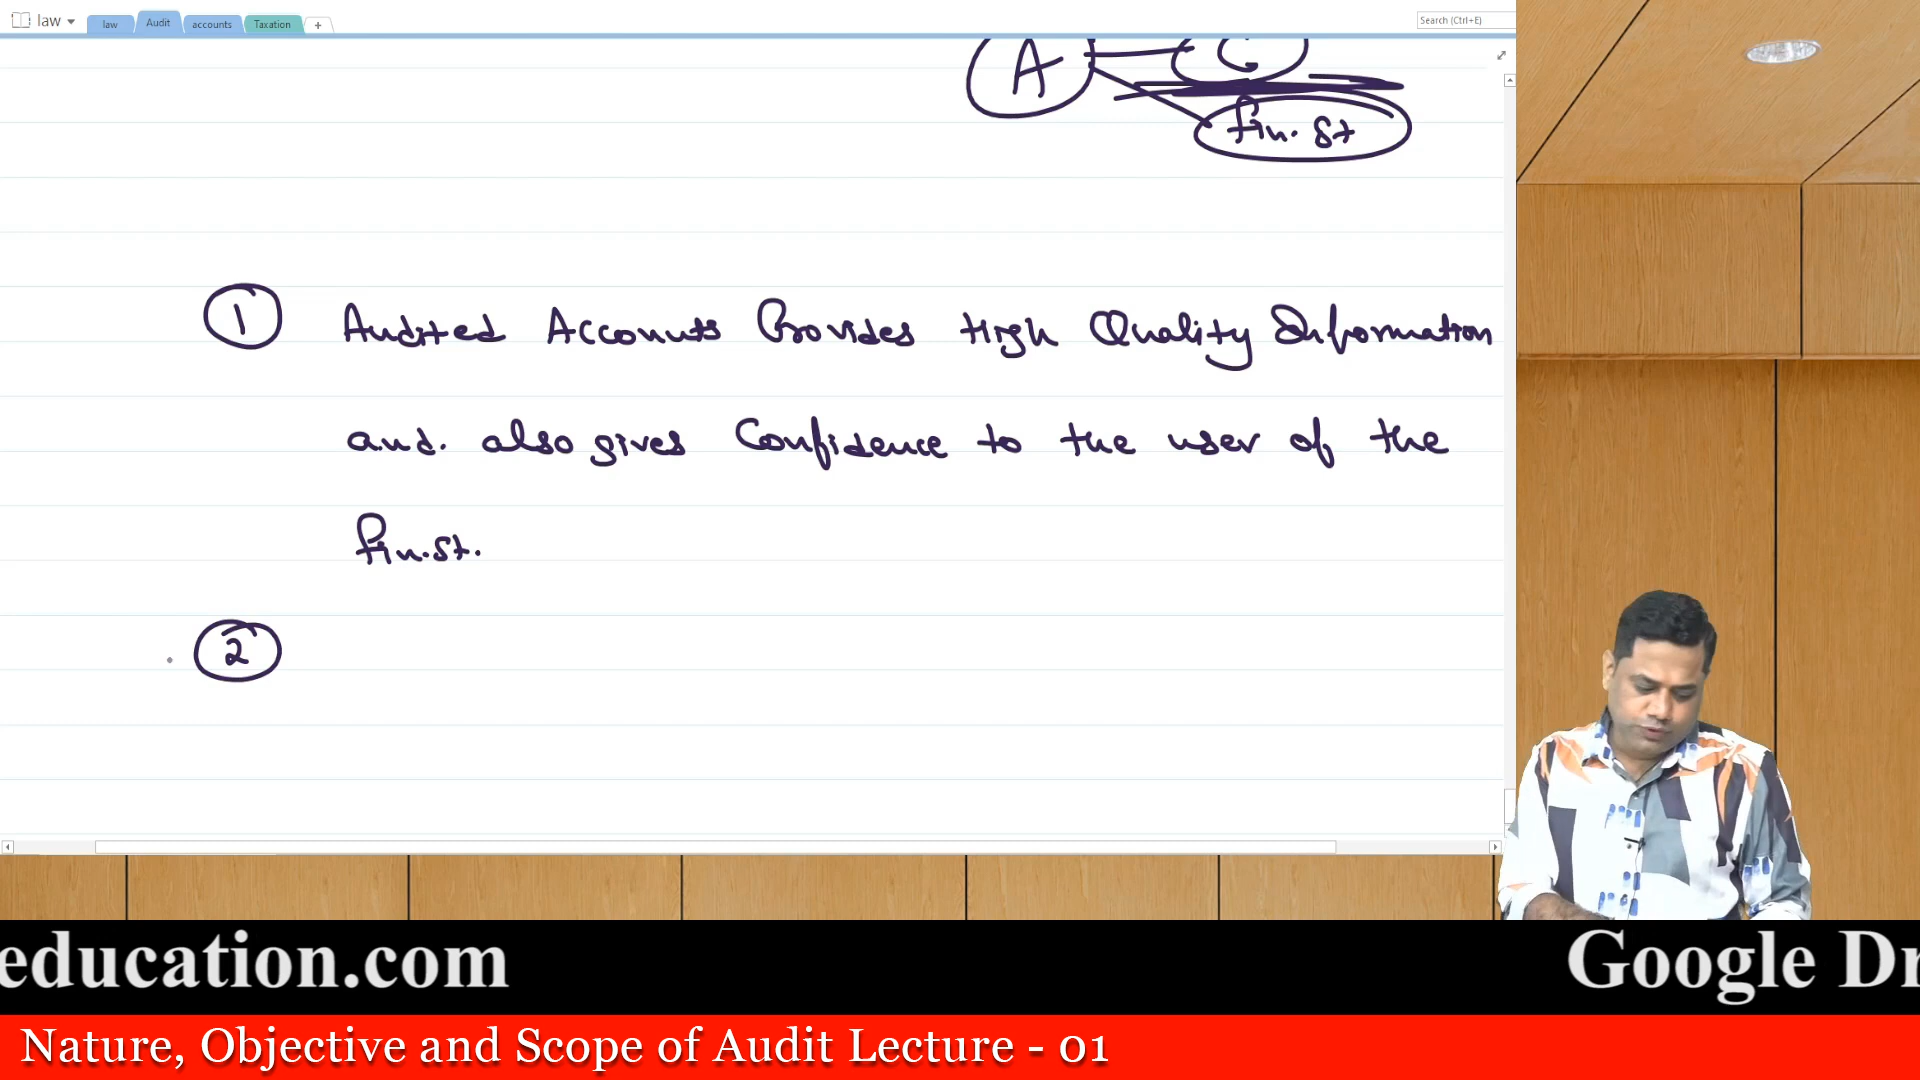 law
law
Audit
accounts
Taxation
+
Search (Ctrl+E)
A
C
fin. St
1 Audited Accounts Provides High Quality Information
and. also gives Confidence to the user of the
fin. St.
2
education.com
Google Dr
Nature, Objective and Scope of Audit Lecture - 01